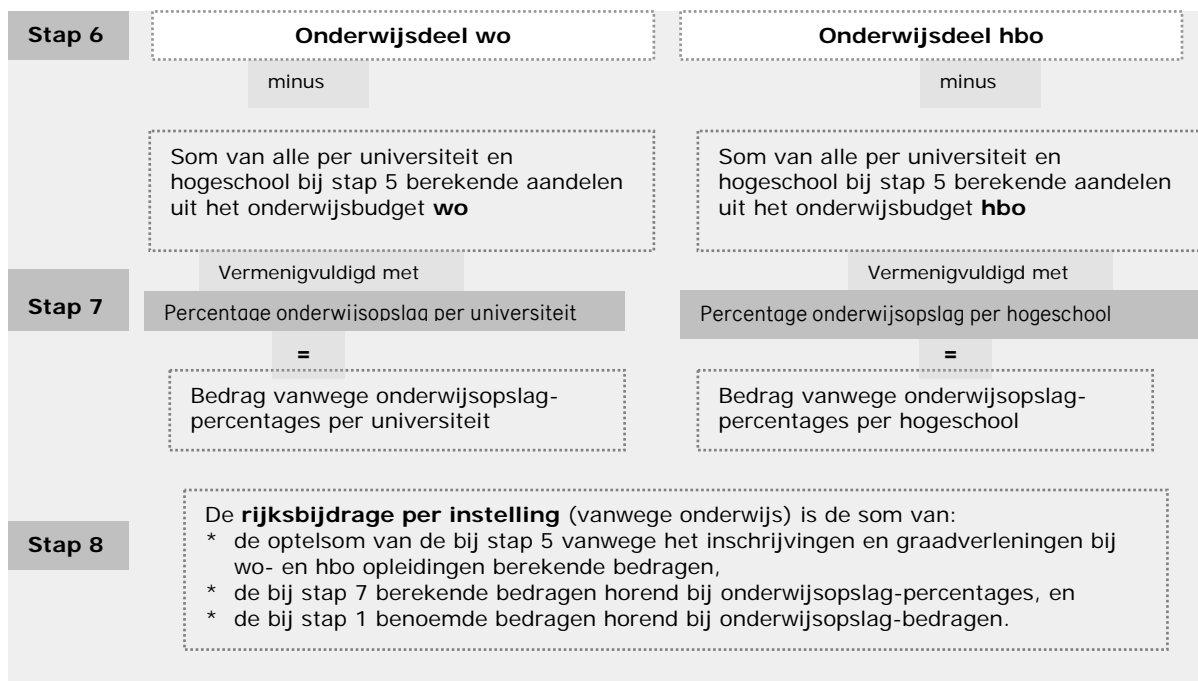 Stap 6
Onderwijsdeel wo
Onderwijsdeel hbo
minus
minus
Som van alle per universiteit en
hogeschool bij stap 5 berekende aandelen
uit het onderwijsbudget wo
Som van alle per universiteit en
hogeschool bij stap 5 berekende aandelen
uit het onderwijsbudget hbo
Vermenigvuldigd met
Vermenigvuldigd met
Stap 7
Percentage onderwijsopslag per universiteit
Percentage onderwijsopslag per hogeschool
=
=
Bedrag vanwege onderwijsopslag-
percentages per universiteit
Bedrag vanwege onderwijsopslag-
percentages per hogeschool
Stap 8
De rijksbijdrage per instelling (vanwege onderwijs) is de som van:
* de optelsom van de bij stap 5 vanwege het inschrijvingen en graadverleningen bij
wo- en hbo opleidingen berekende bedragen,
* de bij stap 7 berekende bedragen horend bij onderwijsopslag-percentages, en
* de bij stap 1 benoemde bedragen horend bij onderwijsopslag-bedragen.